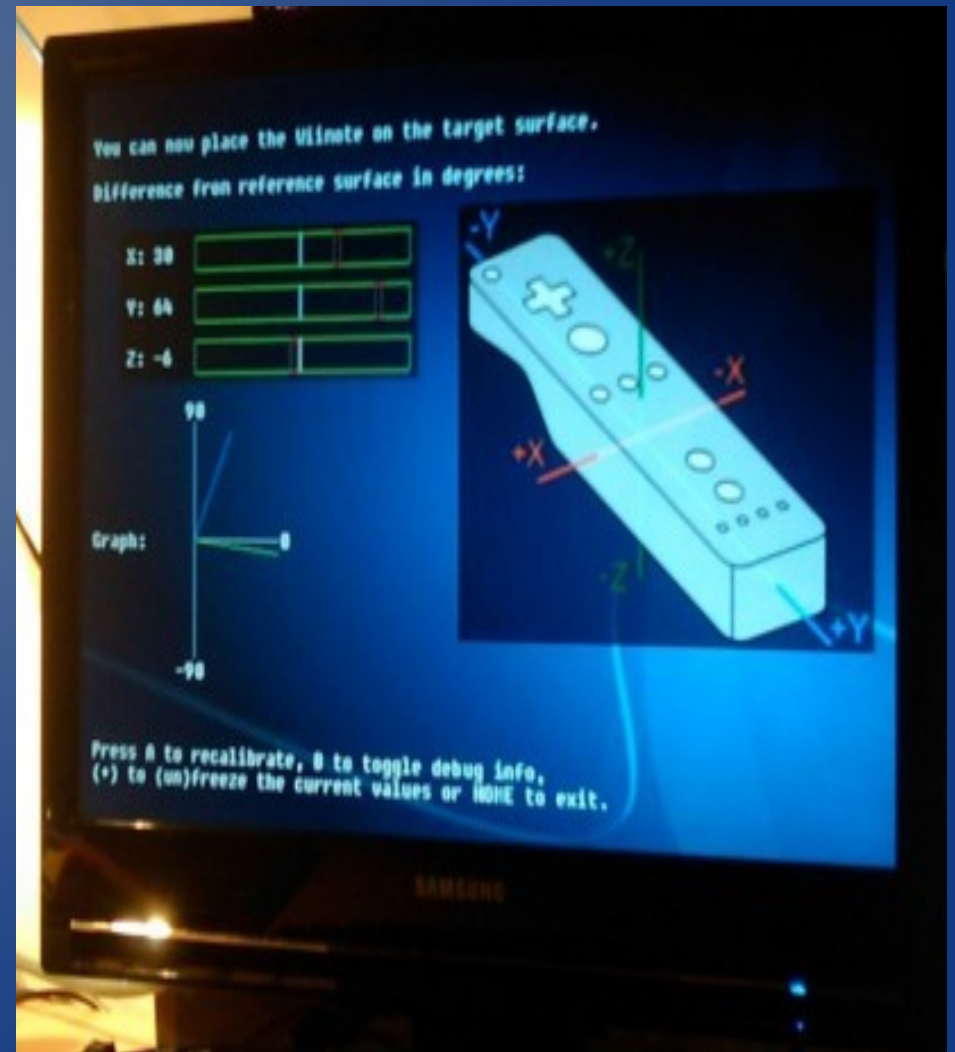 You can now place the Wiimote on the target surface.
Difference from reference surface in degrees:
X: 30
Y: 64
Z: -6
-Y
+Z
-X
+X
-Z
+Y
90
Graph:
0
-90
Press A to recalibrate, B to toggle debug info,
(+) to (un)freeze the current values or HOME to exit.
SAMSUNG